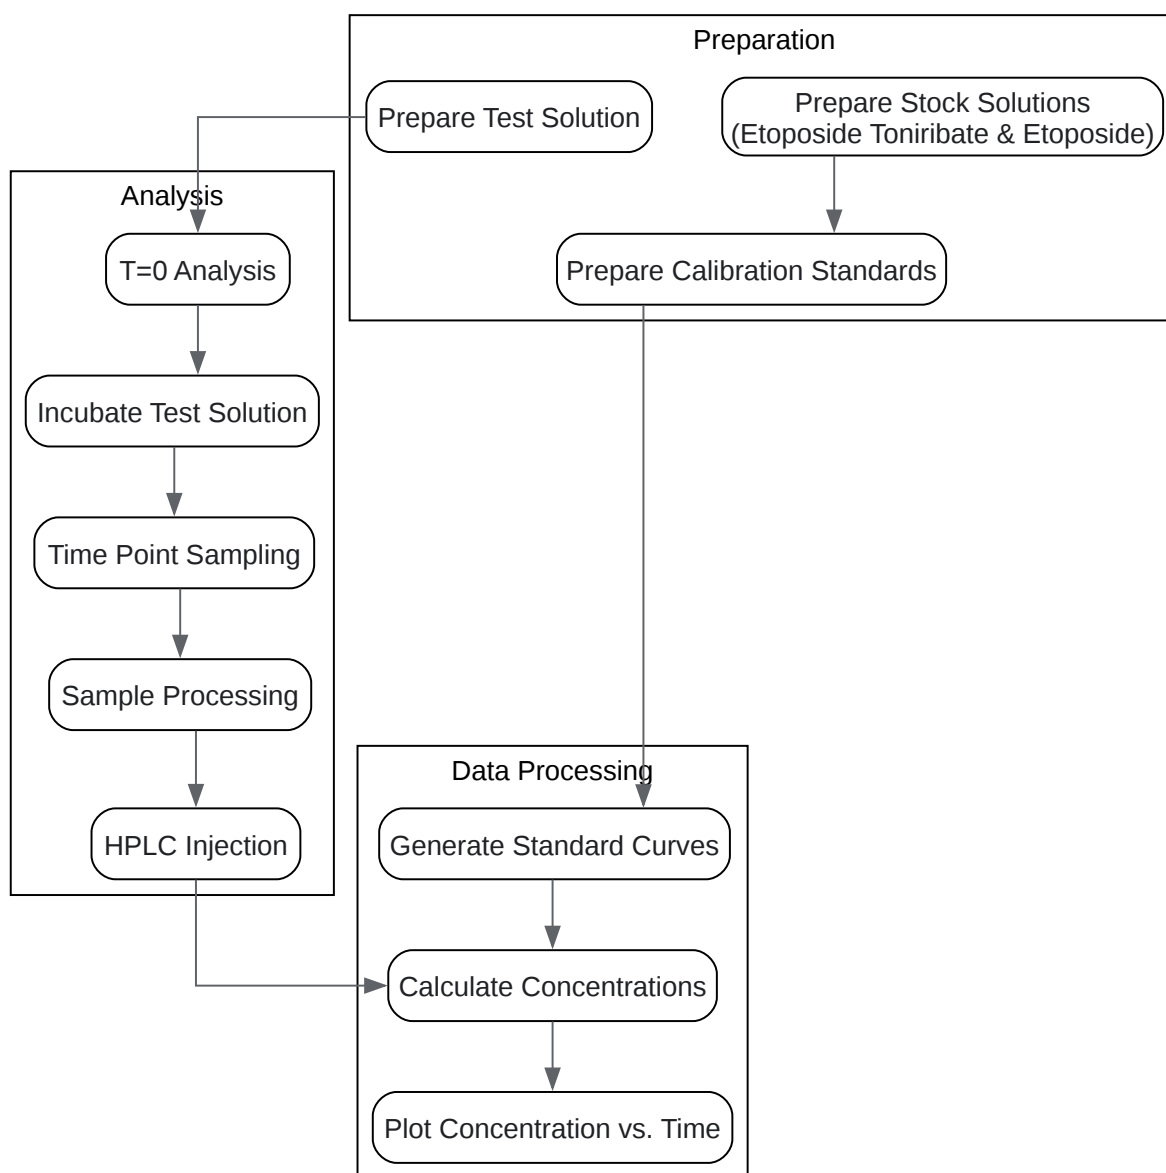 Preparation
Prepare Test Solution
Prepare Stock Solutions
(Etoposide Toniribate & Etoposide)
Prepare Calibration Standards
Analysis
T=0 Analysis
Incubate Test Solution
Time Point Sampling
Sample Processing
HPLC Injection
Data Processing
Generate Standard Curves
Calculate Concentrations
Plot Concentration vs. Time